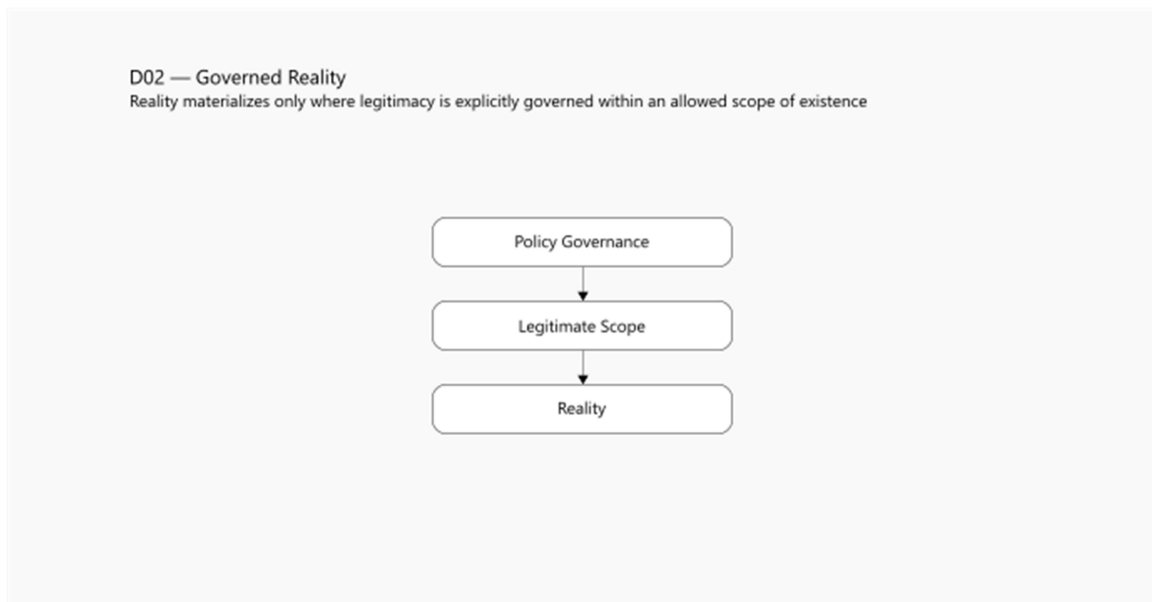 D02 — Governed Reality
Reality materializes only where legitimacy is explicitly governed within an allowed scope of existence
Policy Governance
Legitimate Scope
Reality